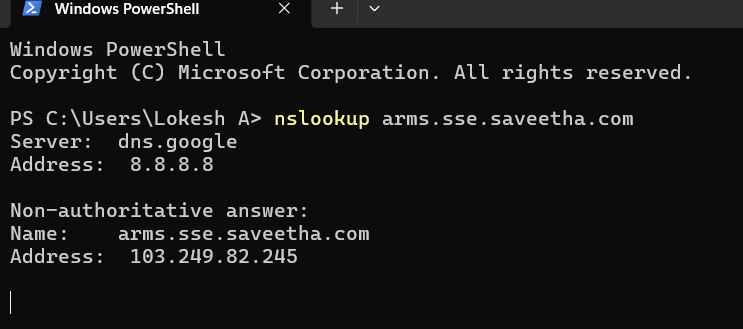 Windows PowerShell
Windows PowerShell
Copyright (C) Microsoft Corporation. All rights reserved.
PS C:\Users\Lokesh A> nslookup arms.sse.saveetha.com
Server:  dns.google
Address:  8.8.8.8
Non-authoritative answer:
Name:    arms.sse.saveetha.com
Address:  103.249.82.245